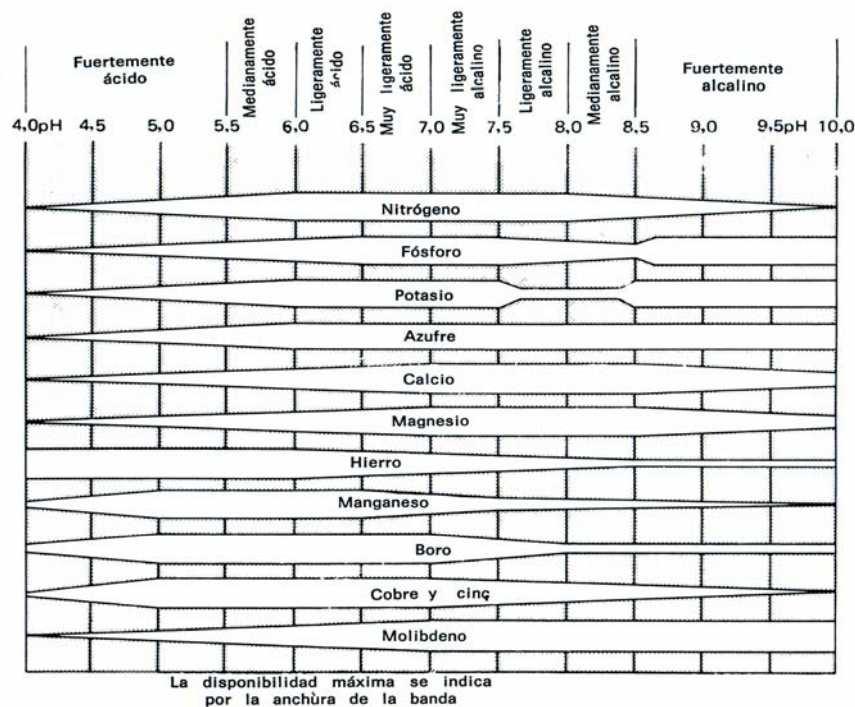 Fuertemente
ácido
Medianamente
ácido
Ligeramente
ácido
Muy ligeramente
ácido
Muy ligeramente
alcalino
Ligeramente
alcalino
Medianamente
alcalino
Fuertemente
alcalino
4.0pH 4.5 5.0 5.5 6.0 6.5 7.0 7.5 8.0 8.5 9.0 9.5pH 10.0
Nitrógeno
Fósforo
Potasio
Azufre
Calcio
Magnesio
Hierro
Manganeso
Boro
Cobre y cinç
Molibdeno
La disponibilidad máxima se indica
por la anchùra de la banda